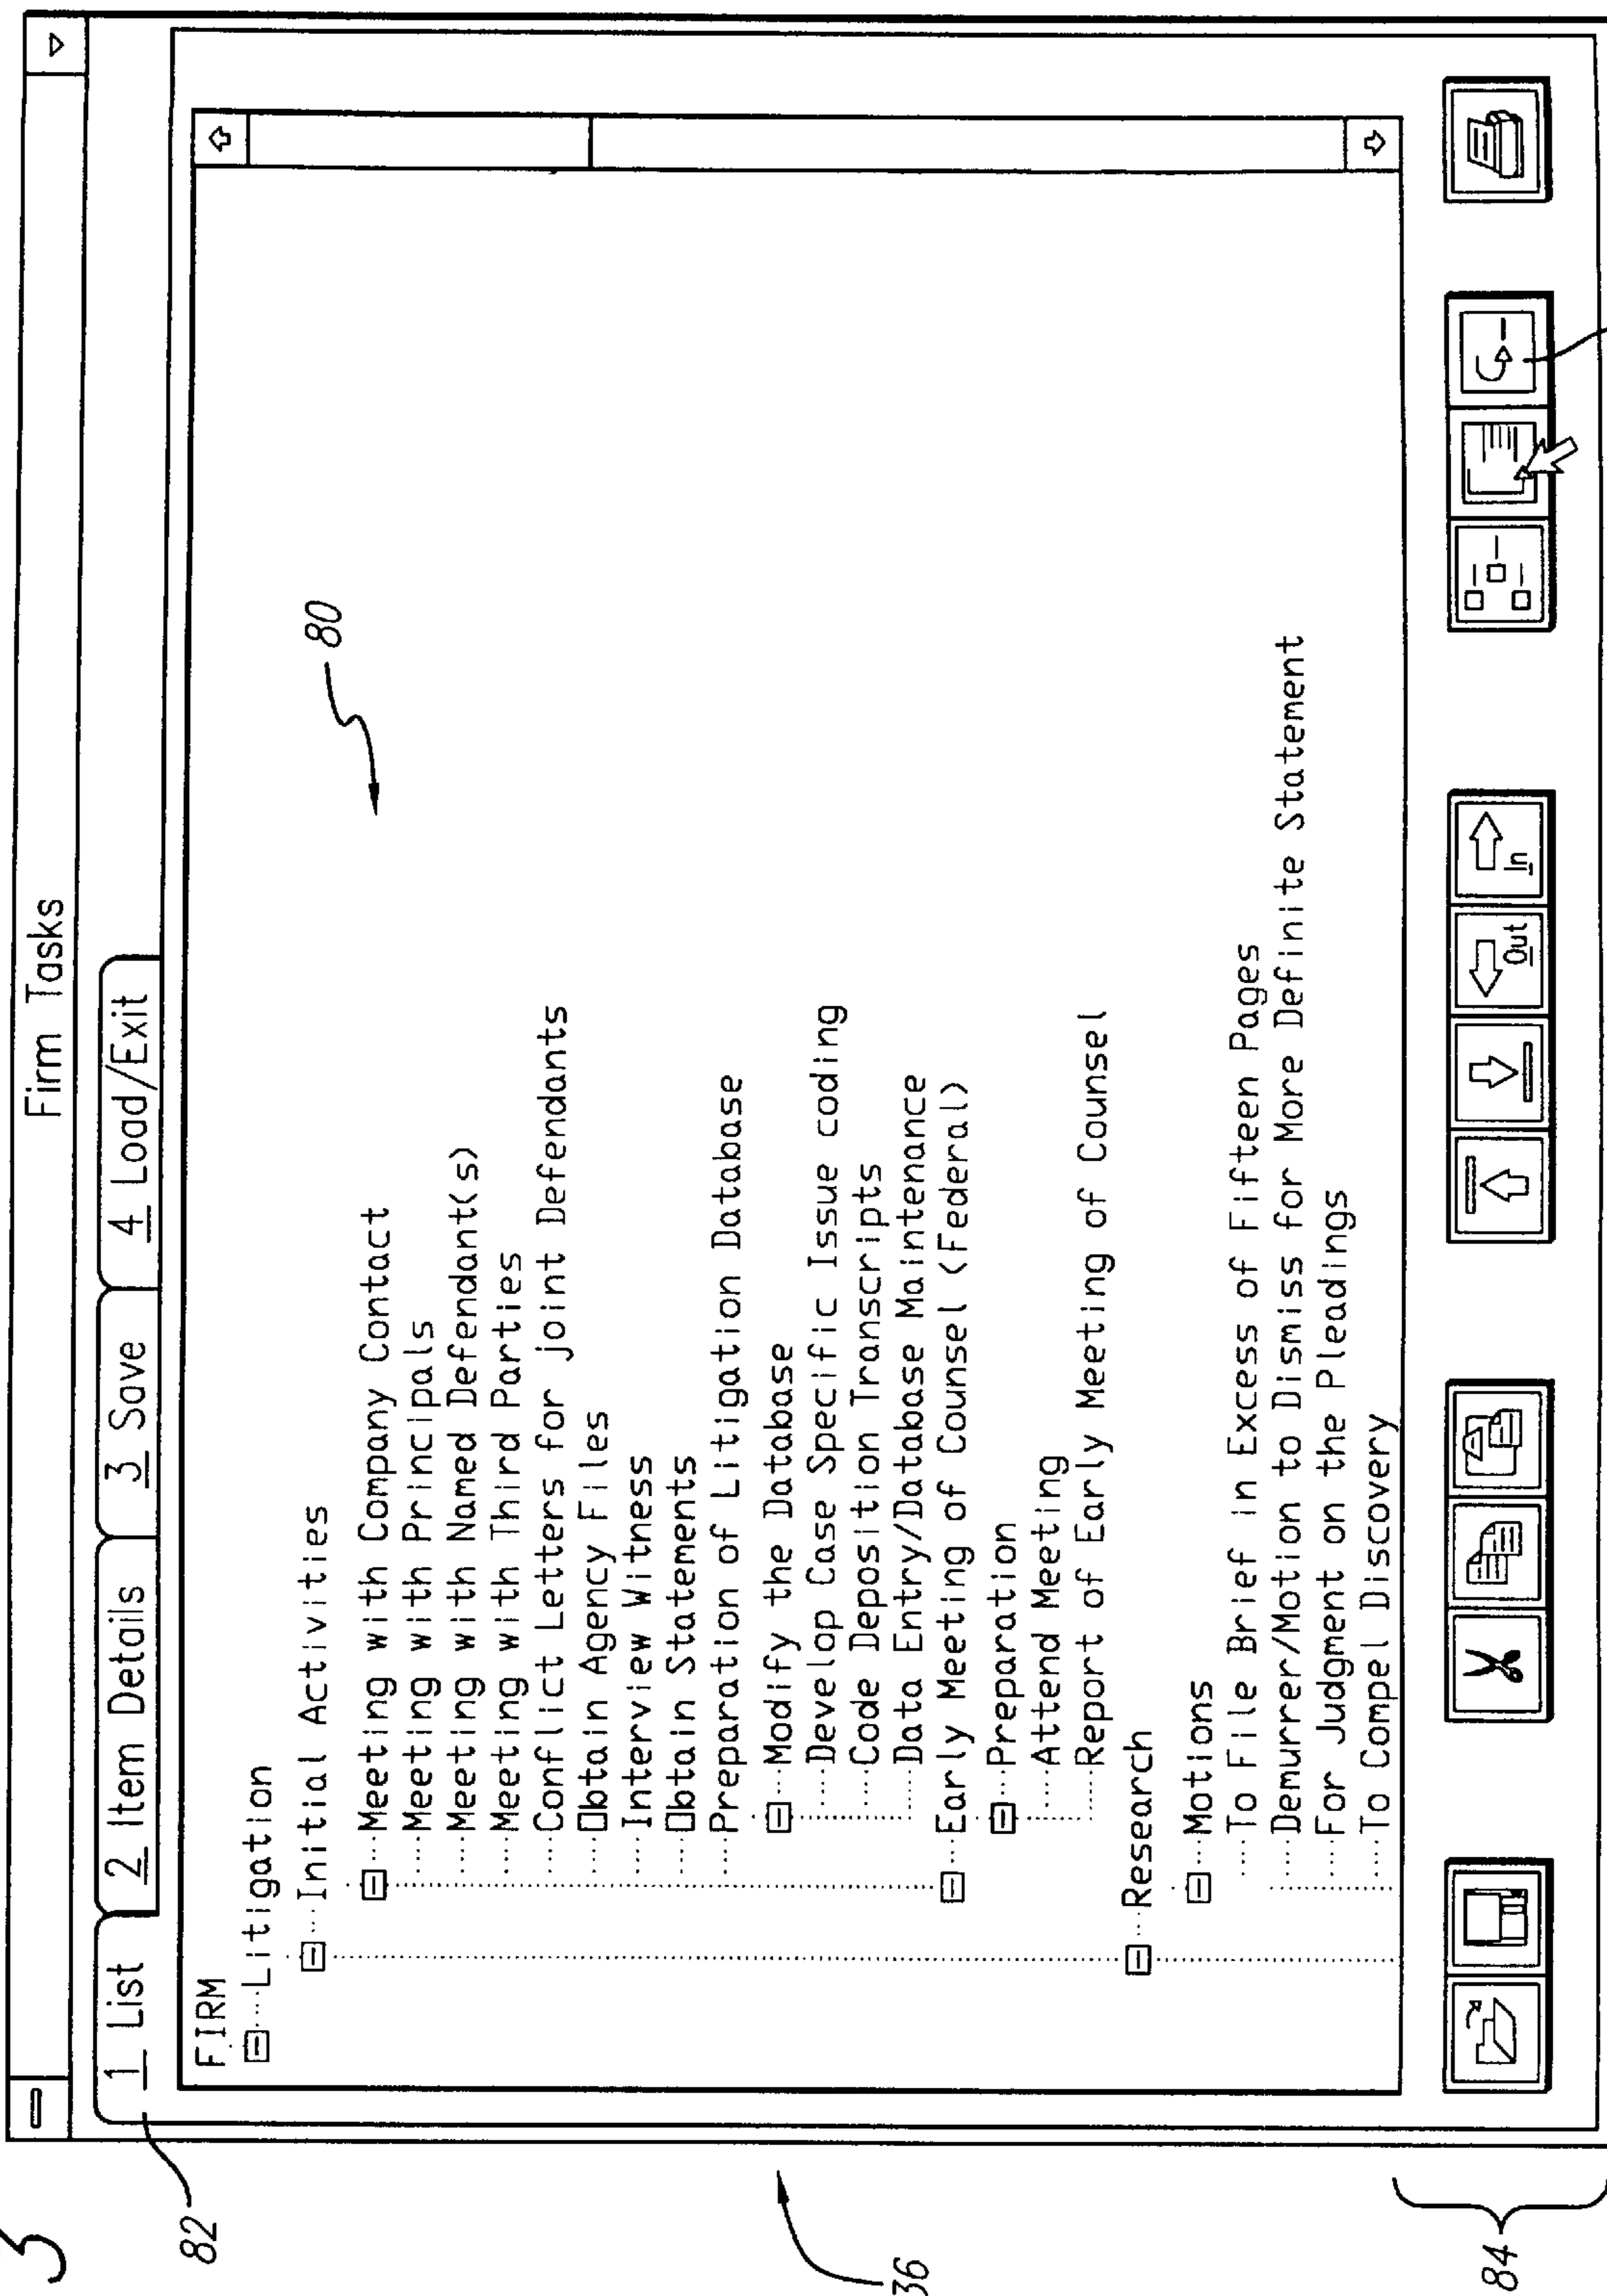 Firm Tasks
1 List 2 Item Details 3 Save 4 Load/Exit
FIRM
Litigation
Initial Activities
Meeting with Company Contact
Meeting with Principals
Meeting with Named Defendant(s)
Meeting with Third Parties
Conflict Letters for joint Defendants
Obtain Agency Files
Interview Witness
Obtain Statements
Preparation of Litigation Database
Modify the Database
Develop Case Specific Issue coding
Code Deposition Transcripts
Data Entry/Database Maintenance
Early Meeting of Counsel (Federal)
Preparation
Attend Meeting
Report of Early Meeting of Counsel
Research
Motions
To File Brief in Excess of Fifteen Pages
Demurrer/Motion to Dismiss for More Definite Statement
For Judgment on the Pleadings
To Compel Discovery
Out In
80
82
36
84